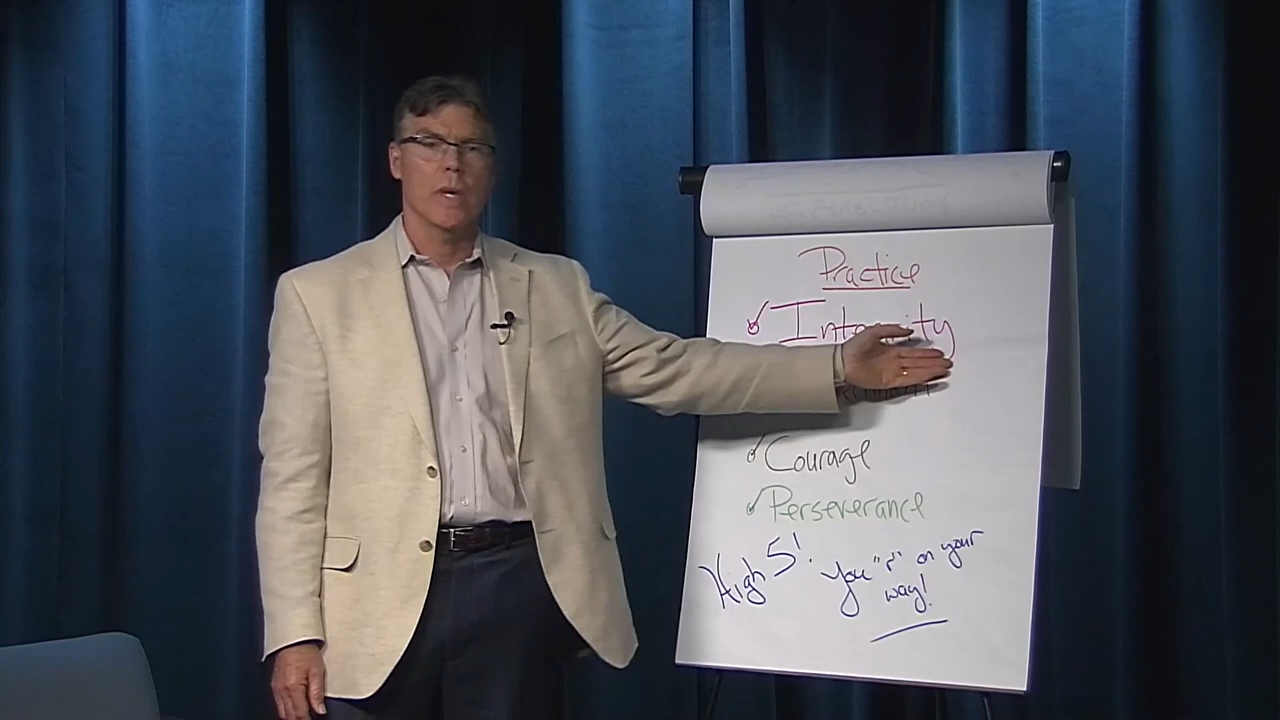 Practice
Integrity
Courage
Perseverance
High 5! You "r" on your
way!